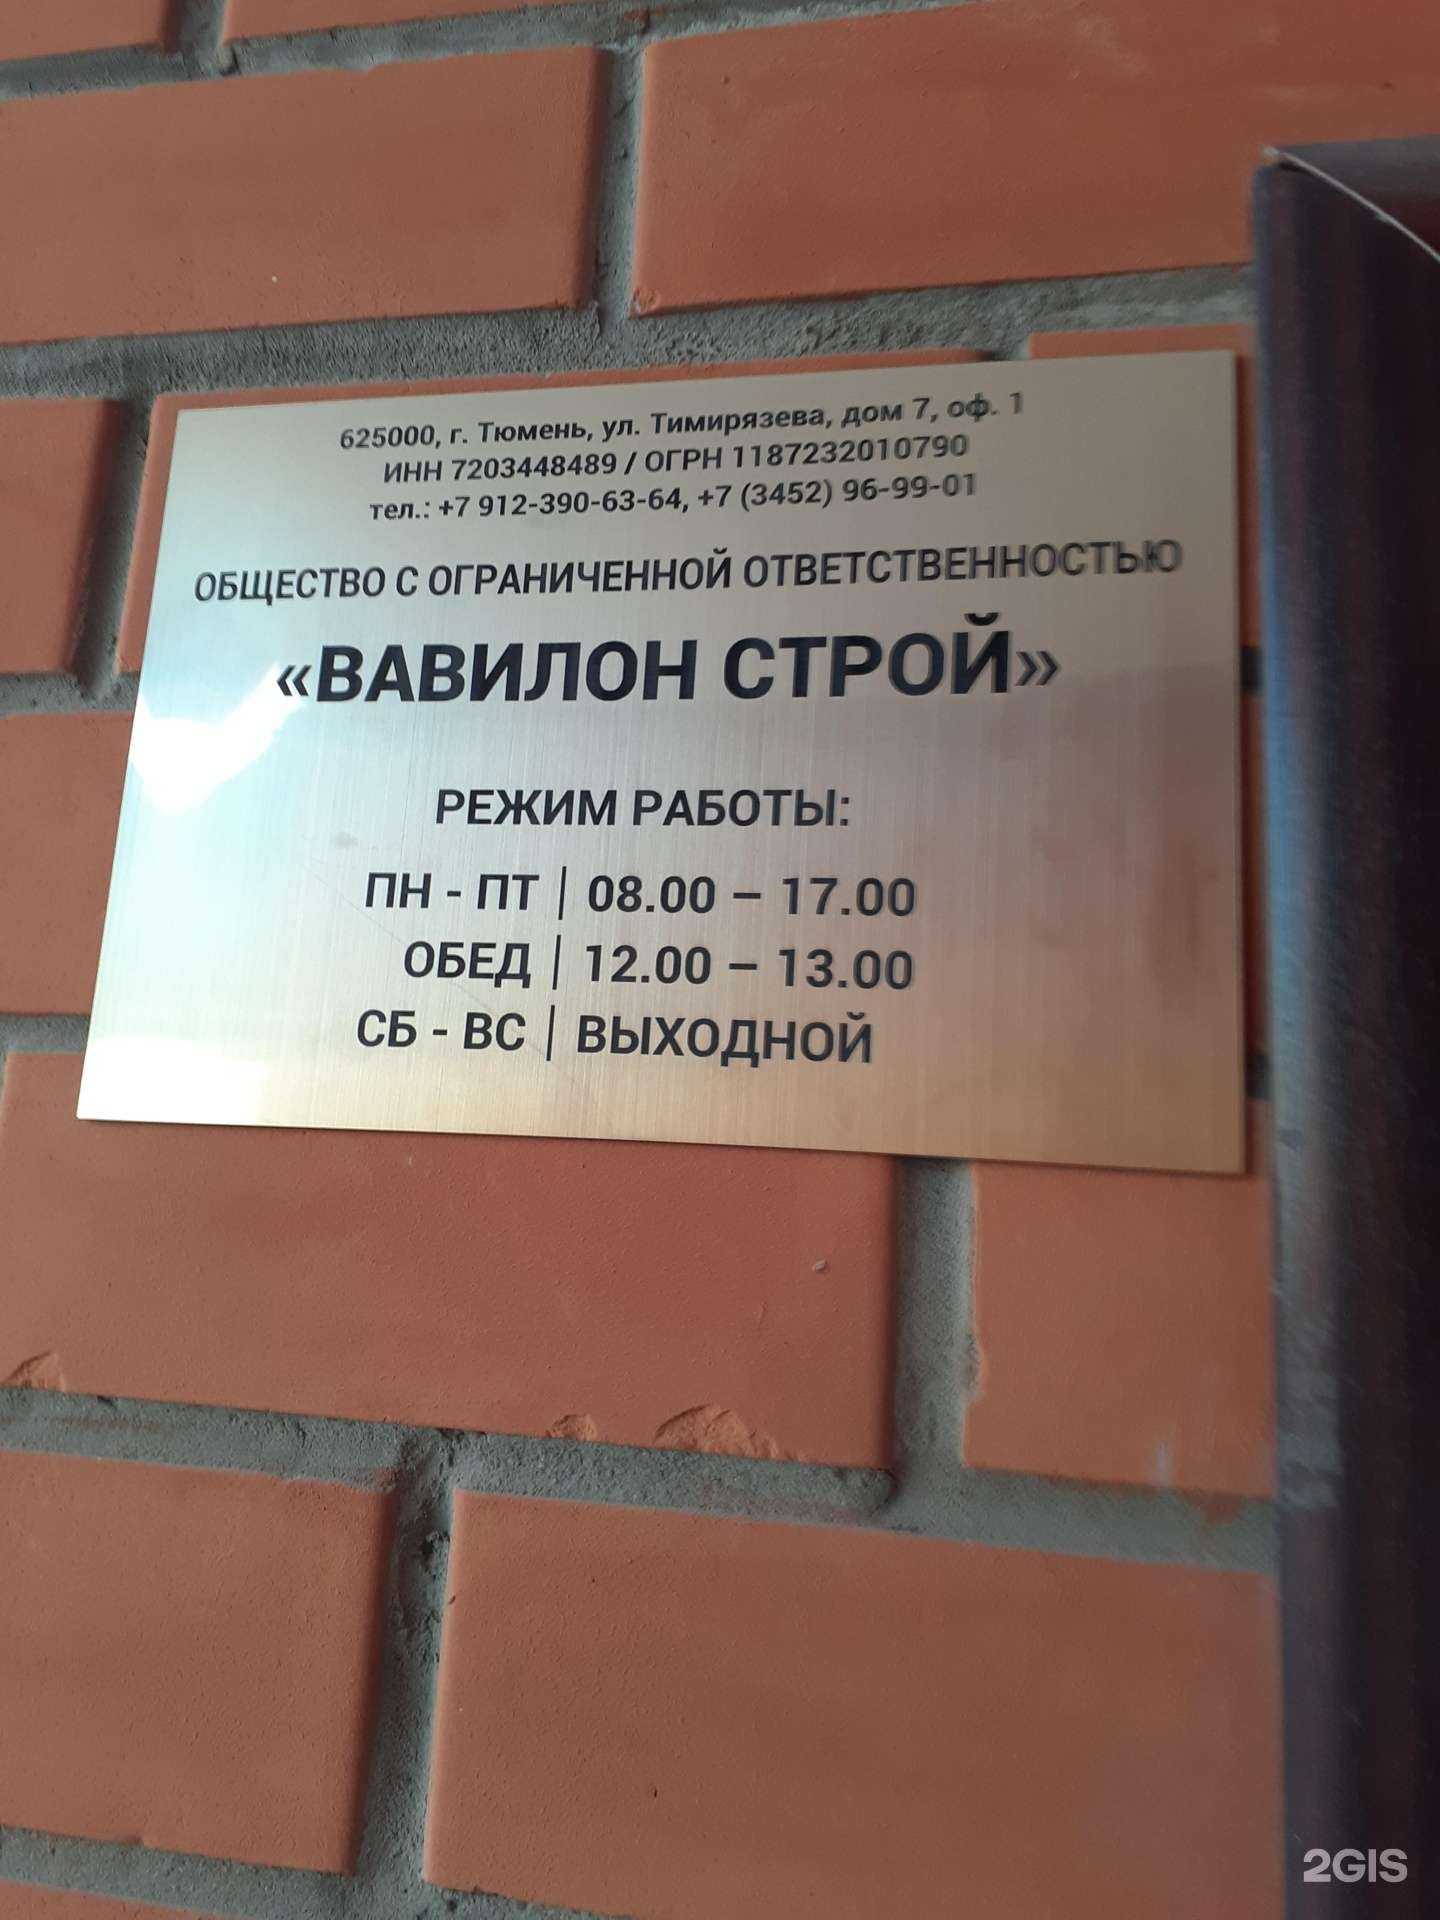 625000, г. Тюмень, ул. Тимирязева, дом 7, оф. 1
ИНН 7203448489 / ОГРН 1187232010790
тел.: +7 912-390-63-64, +7 (3452) 96-99-01
ОБЩЕСТВО С ОГРАНИЧЕННОЙ ОТВЕТСТВЕННОСТЬЮ
«ВАВИЛОН СТРОЙ»
РЕЖИМ РАБОТЫ:
ПН - ПТ | 08.00 – 17.00
ОБЕД | 12.00 – 13.00
СБ - ВС | ВЫХОДНОЙ
2GIS